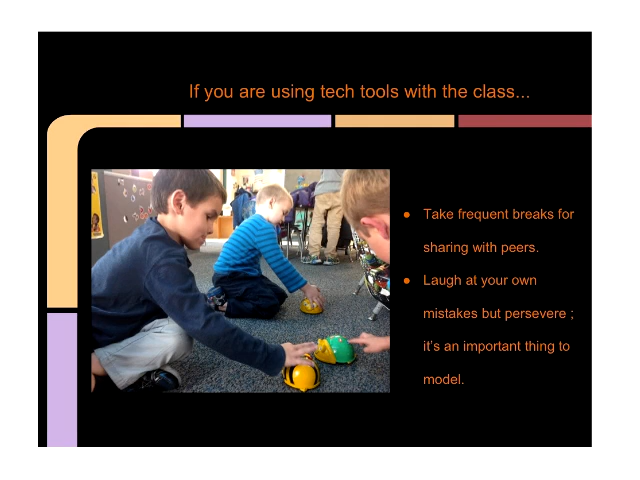 If you are using tech tools with the class...
● Take frequent breaks for
sharing with peers.
● Laugh at your own
mistakes but persevere ;
it's an important thing to
model.